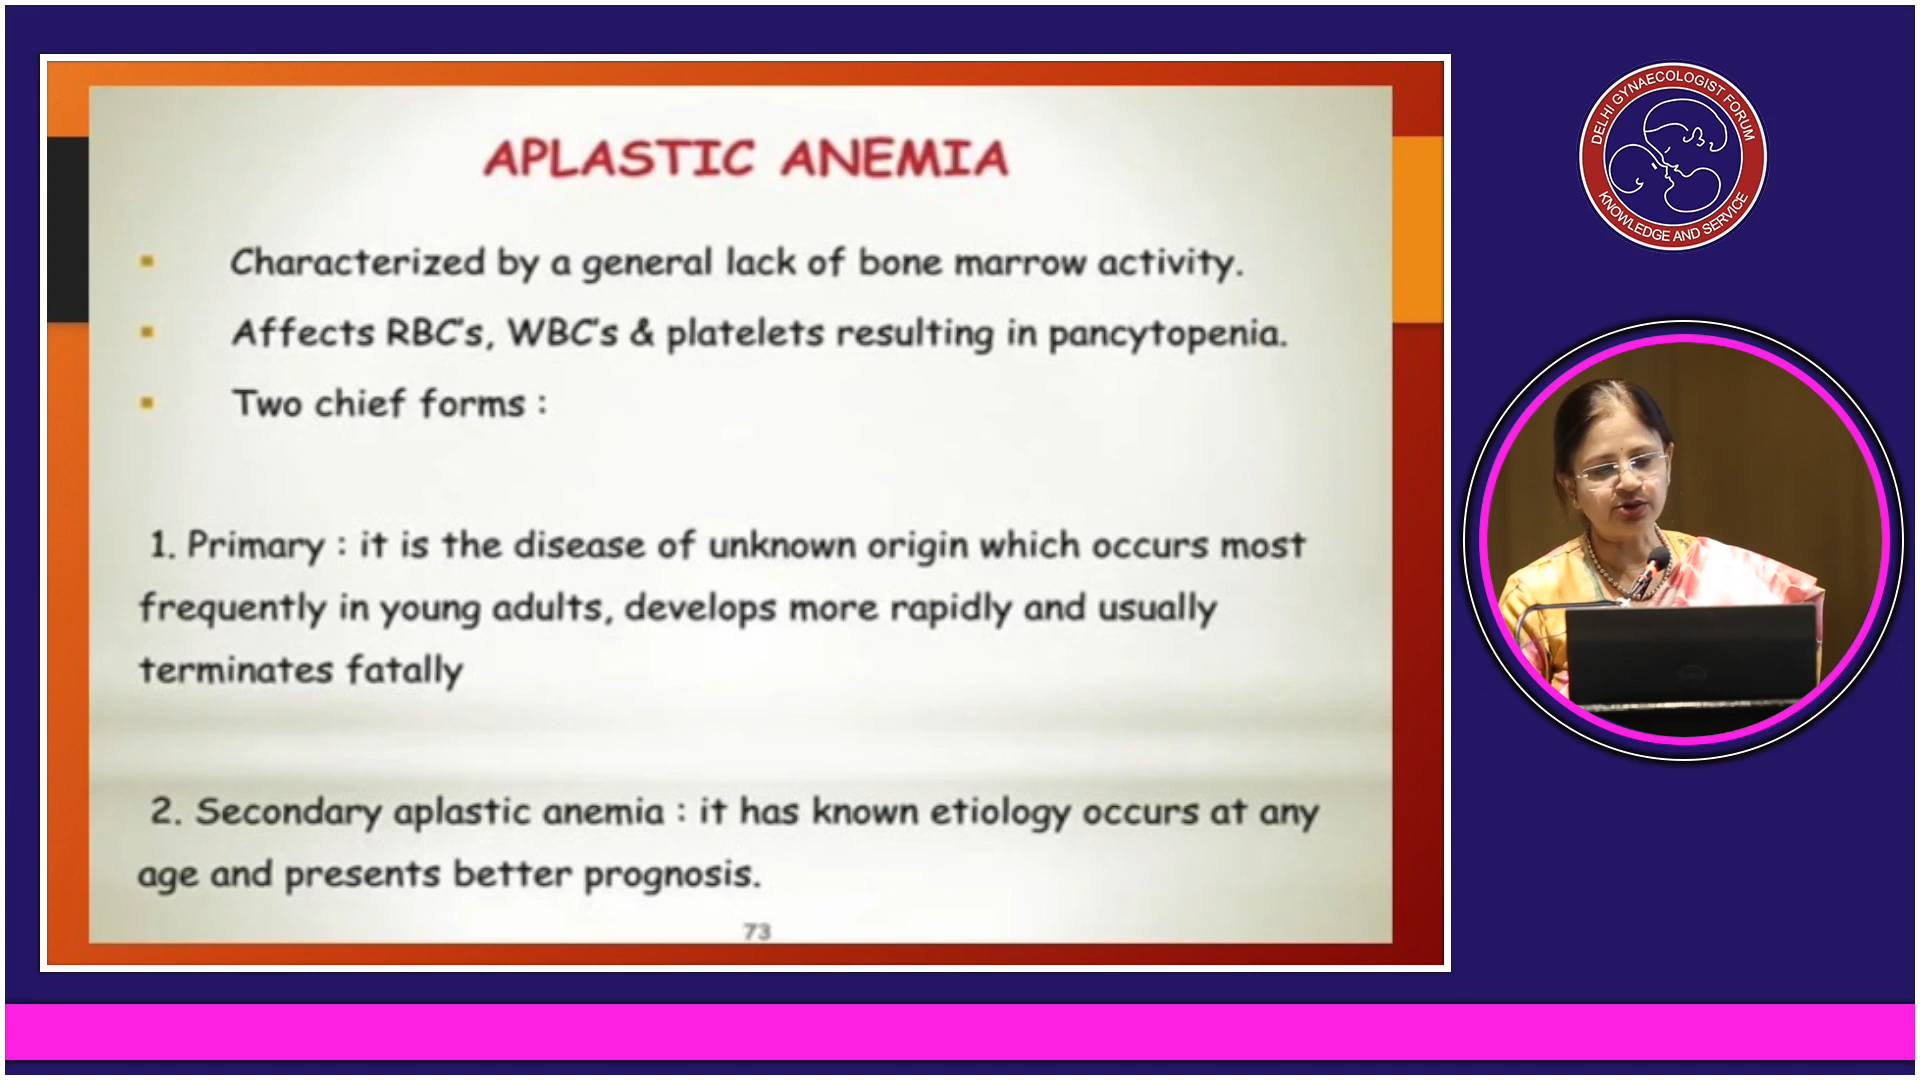 APLASTIC ANEMIA
Characterized by a general lack of bone marrow activity.
Affects RBC's, WBC's & platelets resulting in pancytopenia.
Two chief forms :
1. Primary : it is the disease of unknown origin which occurs most
frequently in young adults, develops more rapidly and usually
terminates fatally
2. Secondary aplastic anemia : it has known etiology occurs at any
age and presents better prognosis.
73
DELHI GYNAECOLOGIST FORUM
KNOWLEDGE AND SERVICE